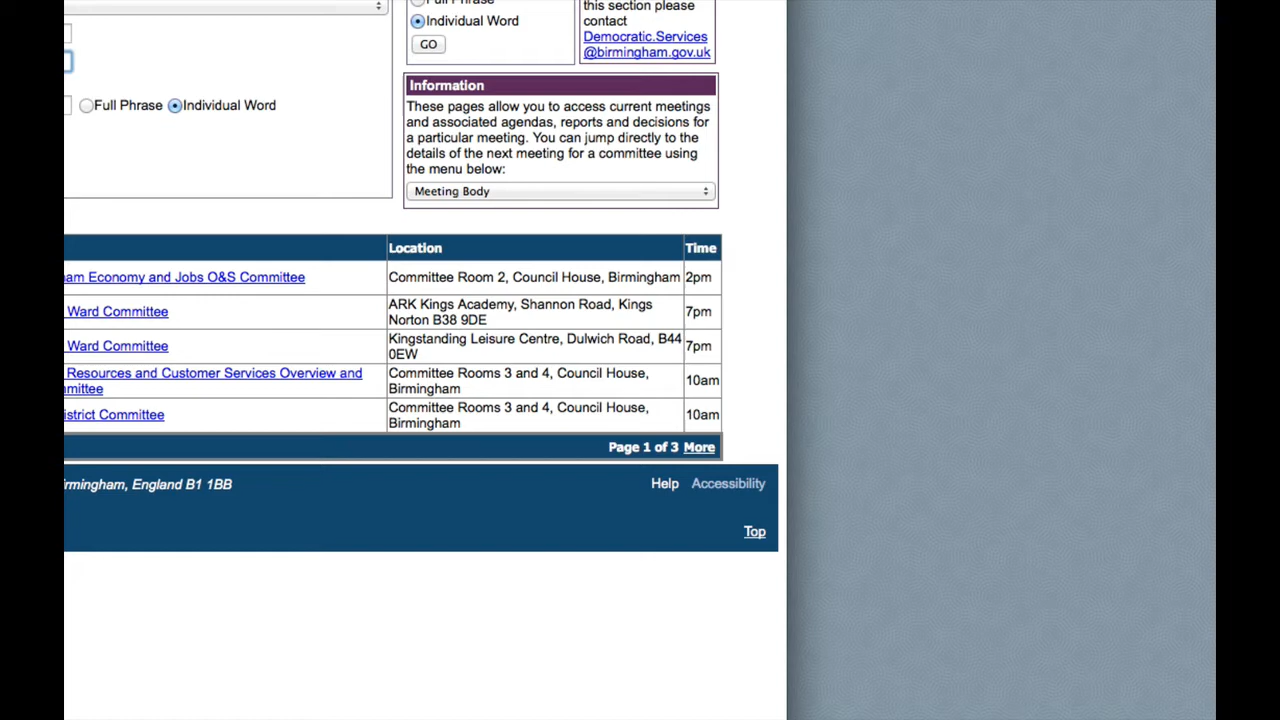 this section please
contact
Individual Word
Democratic.Services
@birmingham.gov.uk
GO
Information
These pages allow you to access current meetings
and associated agendas, reports and decisions for
a particular meeting. You can jump directly to the
details of the next meeting for a committee using
the menu below:
Meeting Body
Full Phrase Individual Word
Location Time
Economy and Jobs O&S Committee Committee Room 2, Council House, Birmingham 2pm
Ward Committee ARK Kings Academy, Shannon Road, Kings
Norton B38 9DE 7pm
Ward Committee Kingstanding Leisure Centre, Dulwich Road, B44
0EW 7pm
Resources and Customer Services Overview and
Committee Rooms 3 and 4, Council House,
Birmingham 10am
Committee Committee Rooms 3 and 4, Council House,
Birmingham 10am
Page 1 of 3 More
England B1 1BB Help Accessibility
Top